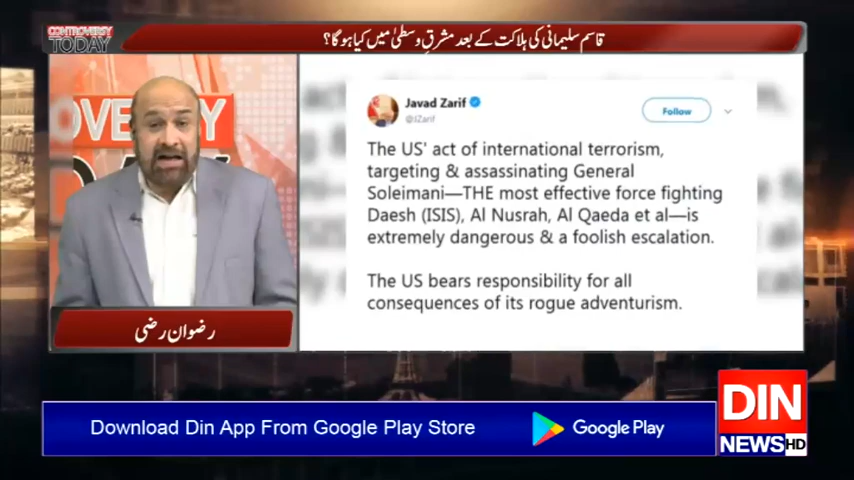 CONTROVERSY
TODAY
قاسم سلیمانی کی ہلاکت کے بعد مشرق وسطیٰ میں کیا ہوگا؟
Javad Zarif
@JZarif
Follow
The US' act of international terrorism,
targeting & assassinating General
Soleimani—THE most effective force fighting
Daesh (ISIS), Al Nusrah, Al Qaeda et al—is
extremely dangerous & a foolish escalation.
The US bears responsibility for all
consequences of its rogue adventurism.
رضوان رضی
Download Din App From Google Play Store
Google Play
DIN
NEWS HD